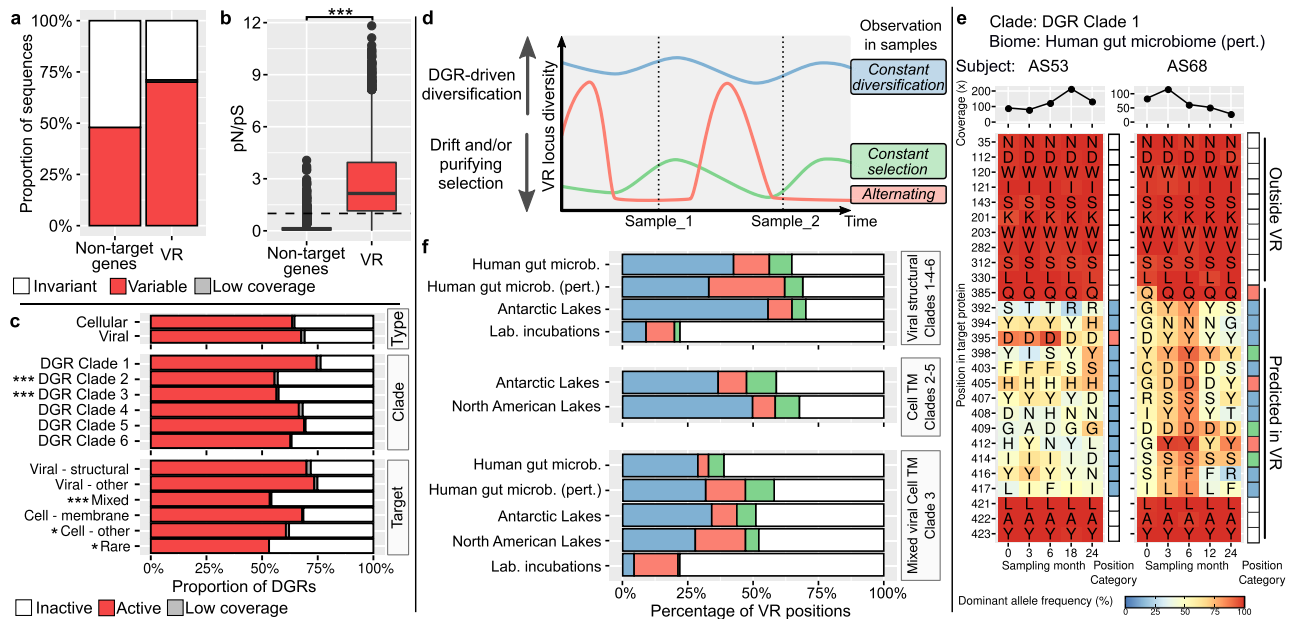 a
100%
75%
50%
25%
0%
Proportion of sequences
Non-target
genes
VR
Invariant
Variable
Low coverage
b
***
12
9
6
3
0
pN/pS
Non-target
genes
VR
c
Cellular
Viral
Type
DGR Clade 1
*** DGR Clade 2
*** DGR Clade 3
DGR Clade 4
DGR Clade 5
DGR Clade 6
Clade
Viral - structural
Viral - other
*** Mixed
Cell - membrane
* Cell - other
* Rare
Target
0% 25% 50% 75% 100%
Proportion of DGRs
Inactive
Active
Low coverage
d
DGR-driven
diversification
Drift and/or
purifying
selection
VR locus diversity
Observation
in samples
Constant
diversification
Constant
selection
Alternating
Sample_1
Sample_2
Time
f
Human gut microb.
Human gut microb. (pert.)
Antarctic Lakes
Lab. incubations
Viral structural
Clades 1-4-6
Antarctic Lakes
North American Lakes
Cell TM
Clades 2-5
Human gut microb.
Human gut microb. (pert.)
Antarctic Lakes
North American Lakes
Lab. incubations
Mixed viral Cell TM
Clade 3
0% 25% 50% 75% 100%
Percentage of VR positions
e
Clade: DGR Clade 1
Biome: Human gut microbiome (pert.)
Subject: AS53 AS68
Coverage (x)
200
100
0
100
50
0
Position in target protein
35 N N N N N N N N N N
112 D D D D D D D D D D
120 W W W W W W W W W W
121 I I I I I I I I I I
143 S S S S S S S S S S
201 K K K K K K K K K K
203 W W W W W W W W W W
282 V V V V V V V V V V
312 S S S S S S S S S S
330 L L L L L L L L L L
385 Q Q Q Q Q Q Q Q Q Q
392 S T T R R G Y Y Y S
394 Y Y Y Y H G N N N G
395 D D D D D D D Y Y Y
398 Y I S Y Y Y Y Y Y Y
403 F F F S S C D D D S
405 H H H H H G D D D Y
407 Y Y Y Y D R S S S Y
408 D N H N N I Y Y Y T
409 G A D G G D D D D D
412 H Y N Y L G Y Y Y Y
414 I I I I D S S S S S
416 Y Y Y Y N S F F F R
417 L I F I I I L L L F
421 L L L L L L L L L L
422 A A A A A A A A A A
423 Y Y Y Y Y Y Y Y Y Y
Outside VR
Predicted in VR
0 3 6 18 24
Sampling month
Position
Category
0 3 6 12 24
Sampling month
Position
Category
Dominant allele frequency (%)
0 25 50 75 100